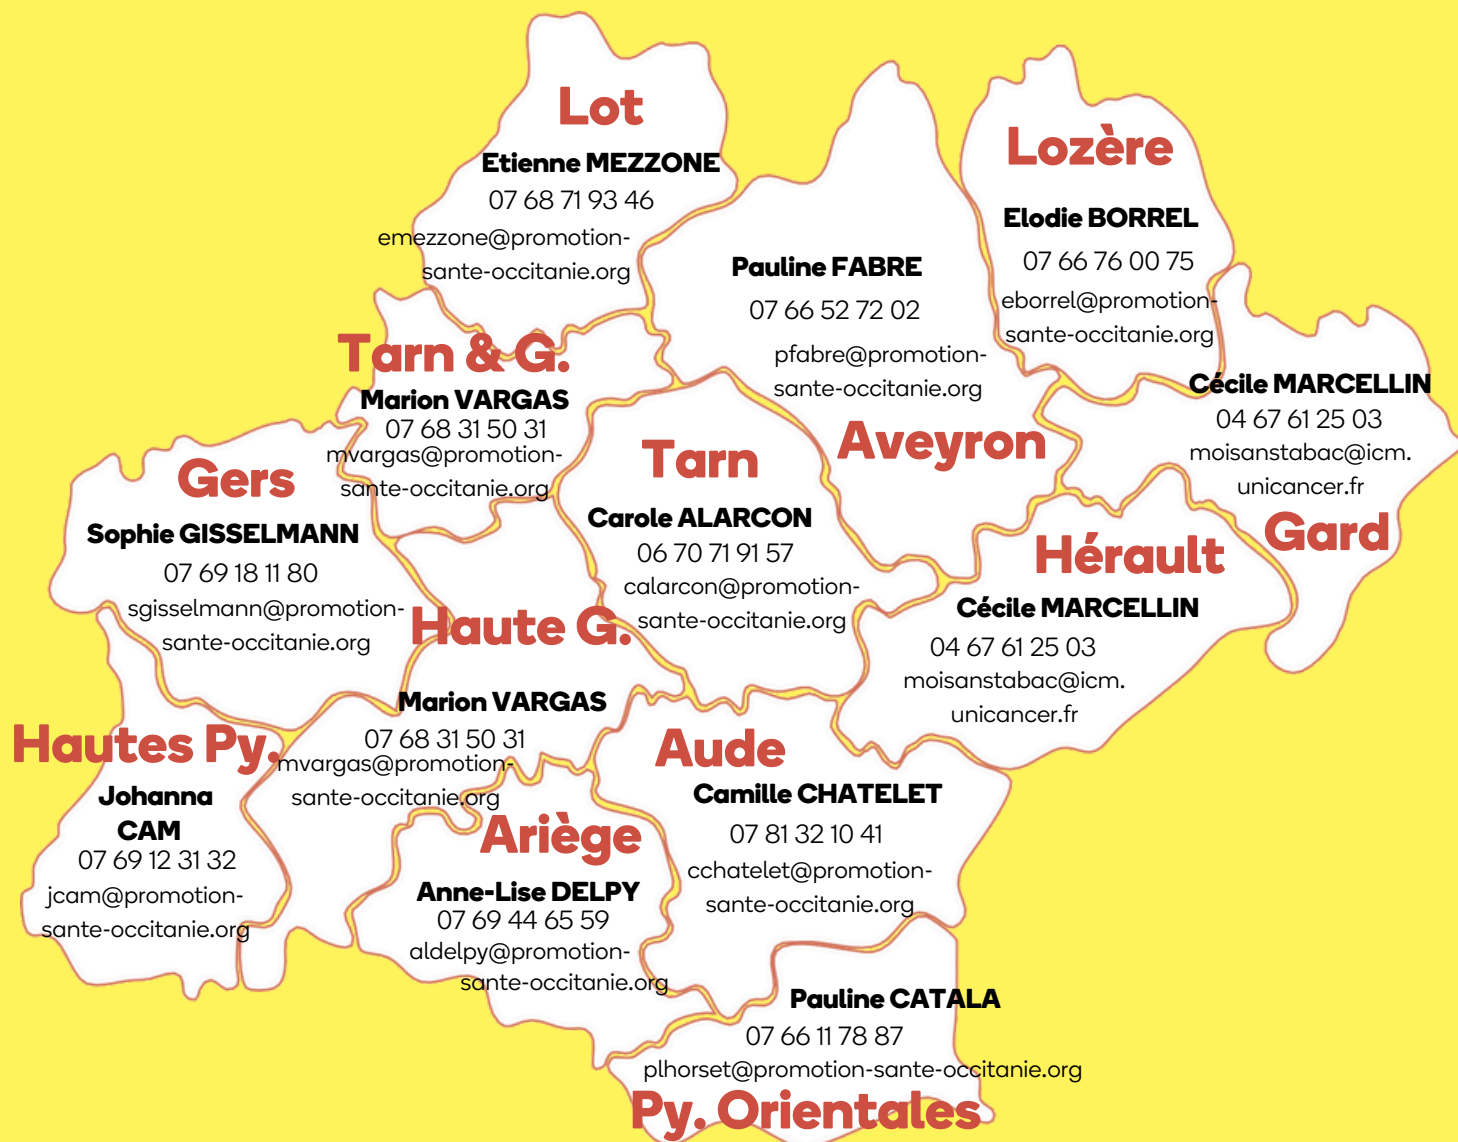 Lot
Etienne MEZZONE
07 68 71 93 46
emezzone@promotion-
sante-occitanie.org
Lozère
Elodie BORREL
07 66 76 00 75
eborrel@promotion-
sante-occitanie.org
Pauline FABRE
07 66 52 72 02
pfabre@promotion-
sante-occitanie.org
Aveyron
Tarn & G.
Marion VARGAS
07 68 31 50 31
mvargas@promotion-
sante-occitanie.org
Cécile MARCELLIN
04 67 61 25 03
moisanstabac@icm.
unicancer.fr
Gard
Gers
Sophie GISSELMANN
07 69 18 11 80
sgisselmann@promotion-
sante-occitanie.org
Tarn
Carole ALARCON
06 70 71 91 57
calarcon@promotion-
sante-occitanie.org
Hérault
Cécile MARCELLIN
04 67 61 25 03
moisanstabac@icm.
unicancer.fr
Haute G.
Marion VARGAS
07 68 31 50 31
mvargas@promotion-
sante-occitanie.org
Hautes Py.
Johanna
CAM
07 69 12 31 32
jcam@promotion-
sante-occitanie.org
Aude
Camille CHATELET
07 81 32 10 41
cchatelet@promotion-
sante-occitanie.org
Ariège
Anne-Lise DELPY
07 69 44 65 59
aldelpy@promotion-
sante-occitanie.org
Pauline CATALA
07 66 11 78 87
plhorset@promotion-sante-occitanie.org
Py. Orientales